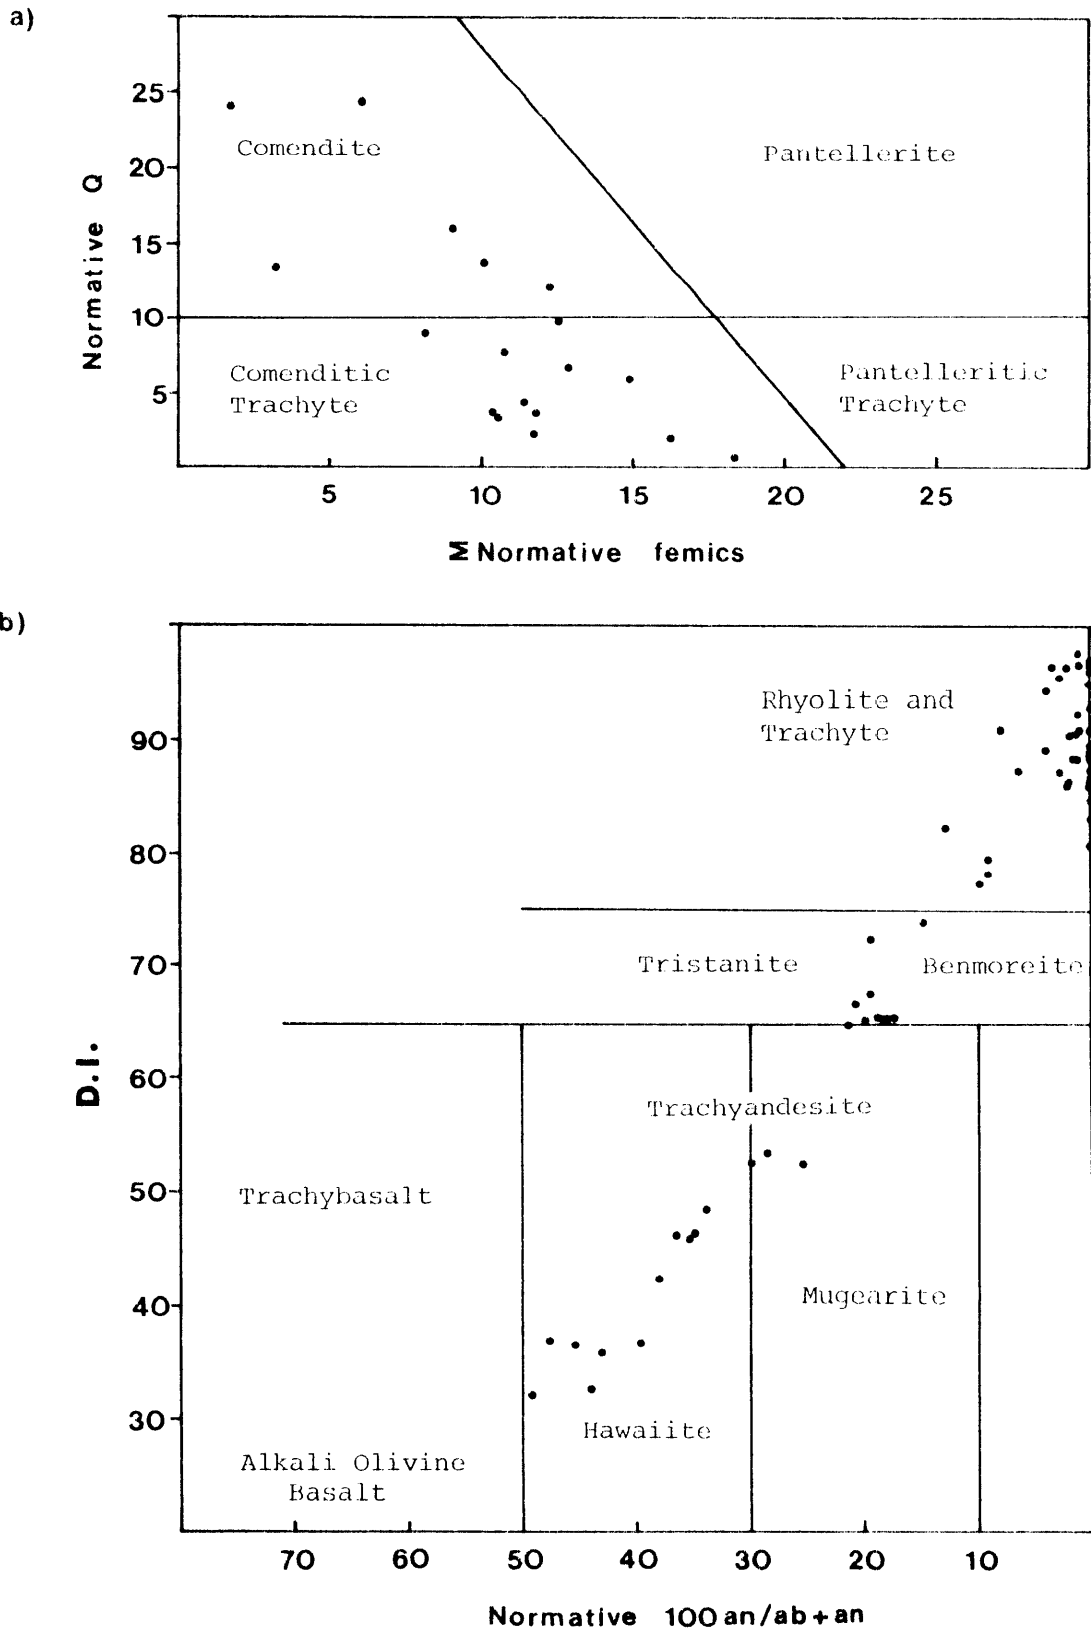 a)
25
20
15
10
5
Normative Q
Comendite
Pantellerite
Comenditic
Trachyte
Pantelleritic
Trachyte
5 10 15 20 25
Σ Normative femics
b)
90
80
70
60
50
40
30
D.I.
Rhyolite and
Trachyte
Tristanite Benmoreite
Trachyandesite
Trachybasalt
Mugearite
Hawaiite
Alkali Olivine
Basalt
70 60 50 40 30 20 10
Normative 100an/ab+an